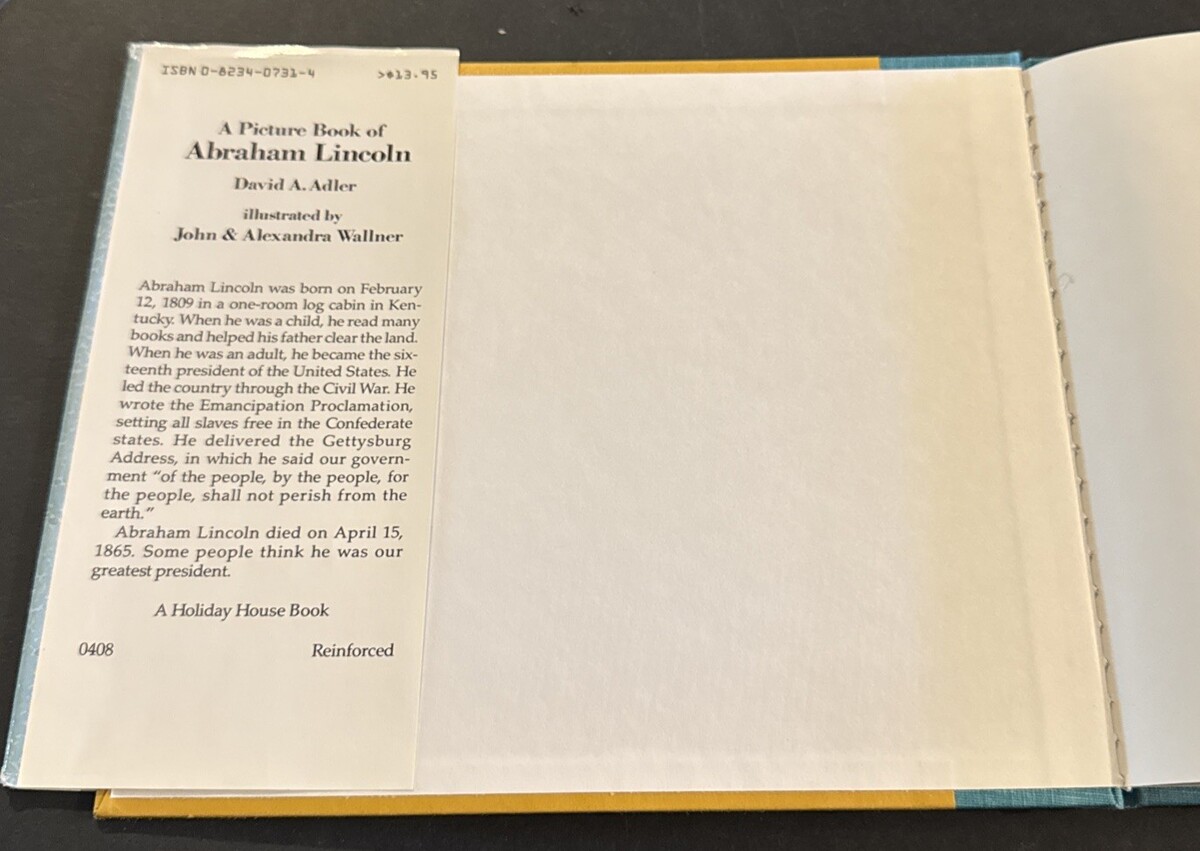 ISBN 0-8234-0731-4 >$13.95
A Picture Book of
Abraham Lincoln
David A. Adler
illustrated by
John & Alexandra Wallner
Abraham Lincoln was born on February
12, 1809 in a one-room log cabin in Ken-
tucky. When he was a child, he read many
books and helped his father clear the land.
When he was an adult, he became the six-
teenth president of the United States. He
led the country through the Civil War. He
wrote the Emancipation Proclamation,
setting all slaves free in the Confederate
states. He delivered the Gettysburg
Address, in which he said our govern-
ment “of the people, by the people, for
the people, shall not perish from the
earth.”
Abraham Lincoln died on April 15,
1865. Some people think he was our
greatest president.
A Holiday House Book
0408 Reinforced